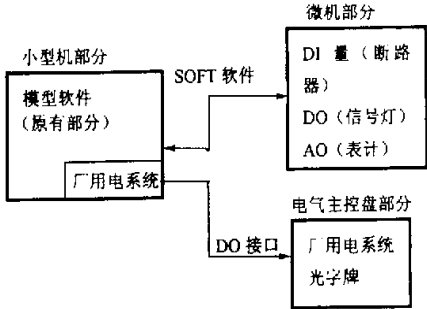 微机部分
小型机部分
SOFT 软件
DI 量（断路
器）
DO（信号灯）
AO（表计）
模型软件
（原有部分）
厂用电系统
电气主控盘部分
DO 接口
厂用电系统
光字牌